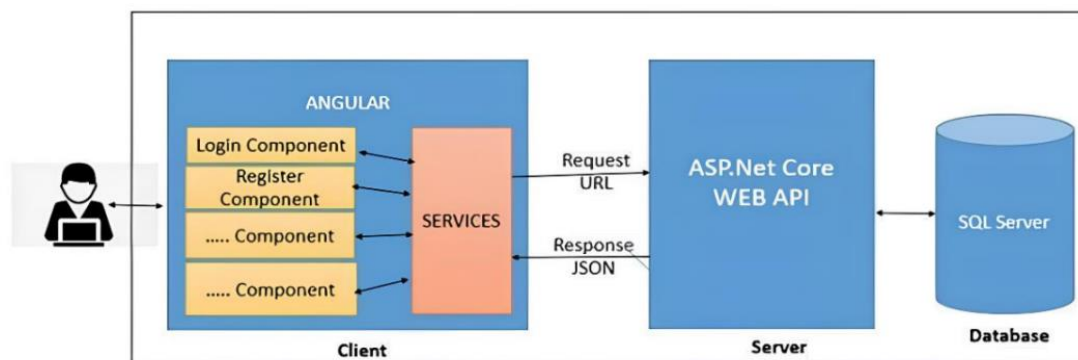 ANGULAR
Login Component
Register
Component
..... Component
..... Component
SERVICES
Client
Request
URL
Response
JSON
ASP.Net Core
WEB API
Server
SQL Server
Database